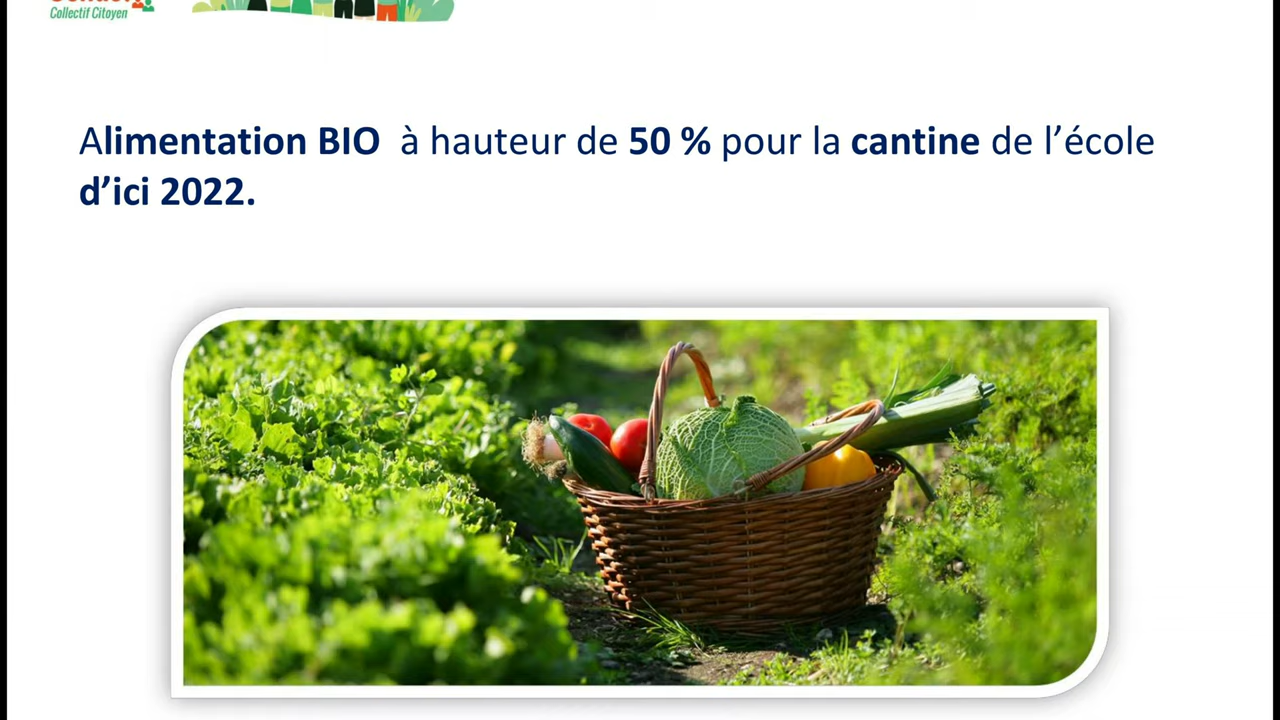 Collectif Citoyen
Alimentation BIO à hauteur de 50 % pour la cantine de l’école
d’ici 2022.